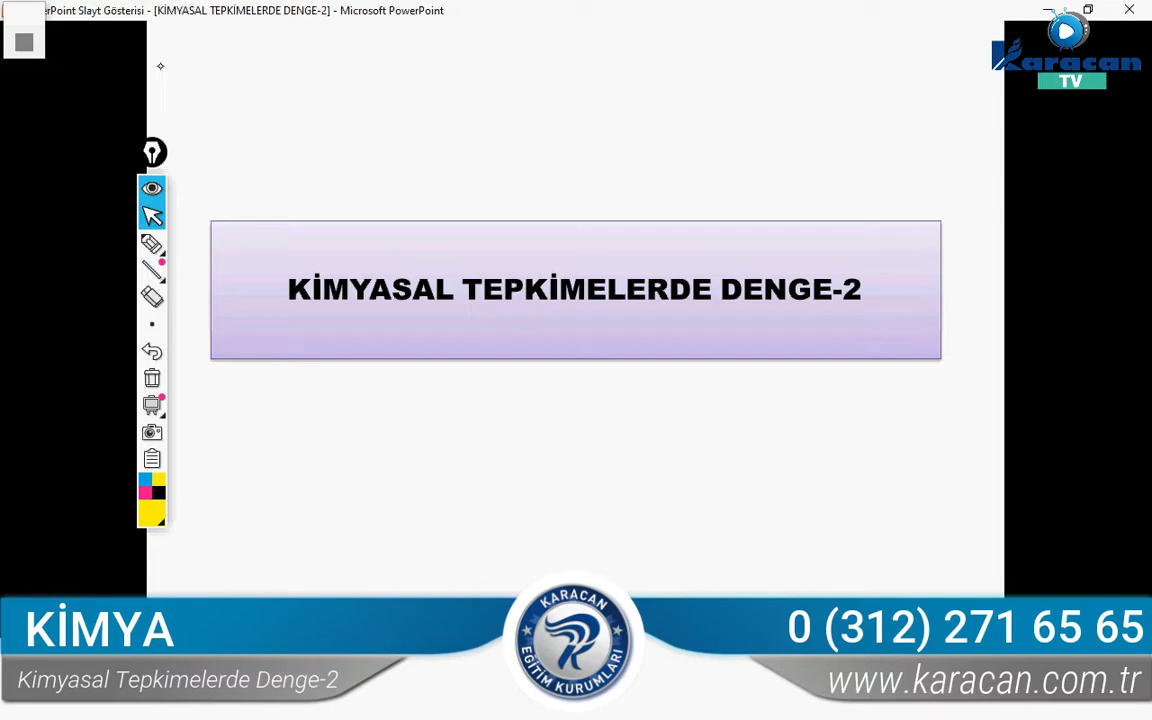 erPoint Slayt Gösterisi - [KİMYASAL TEPKİMELERDE DENGE-2] - Microsoft PowerPoint
Karacan
TV
KİMYASAL TEPKİMELERDE DENGE-2
KİMYA
Kimyasal Tepkimelerde Denge-2
KARACAN
EĞİTİM KURUMLARI
0 (312) 271 65 65
www.karacan.com.tr